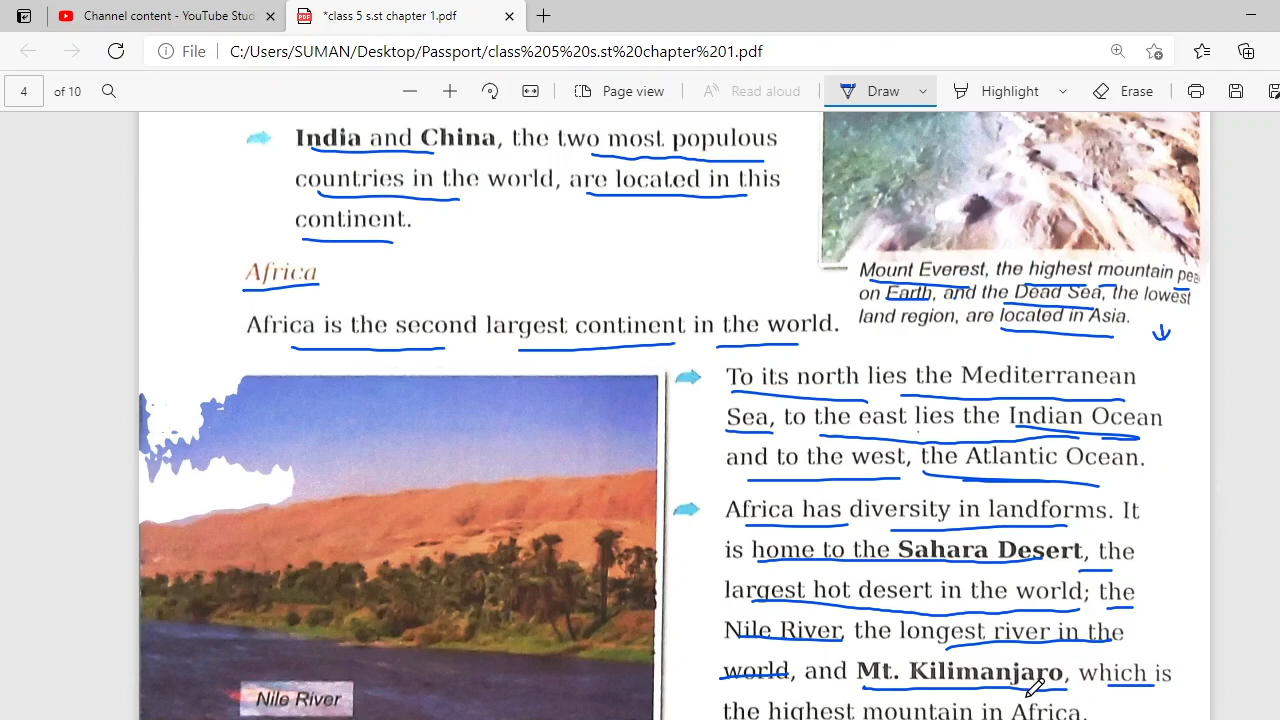 Channel content - YouTube Stud
*class 5 s.st chapter 1.pdf
File
C:/Users/SUMAN/Desktop/Passport/class%205%20s.st%20chapter%201.pdf
4 of 10
Page view
Read aloud
Draw
Highlight
Erase
India and China, the two most populous
countries in the world, are located in this
continent.
Mount Everest, the highest mountain pea
on Earth, and the Dead Sea, the lowest
land region, are located in Asia.
Africa
Africa is the second largest continent in the world.
To its north lies the Mediterranean
Sea, to the east lies the Indian Ocean
and to the west, the Atlantic Ocean.
Africa has diversity in landforms. It
is home to the Sahara Desert, the
largest hot desert in the world; the
Nile River, the longest river in the
world, and Mt. Kilimanjaro, which is
the highest mountain in Africa.
Nile River